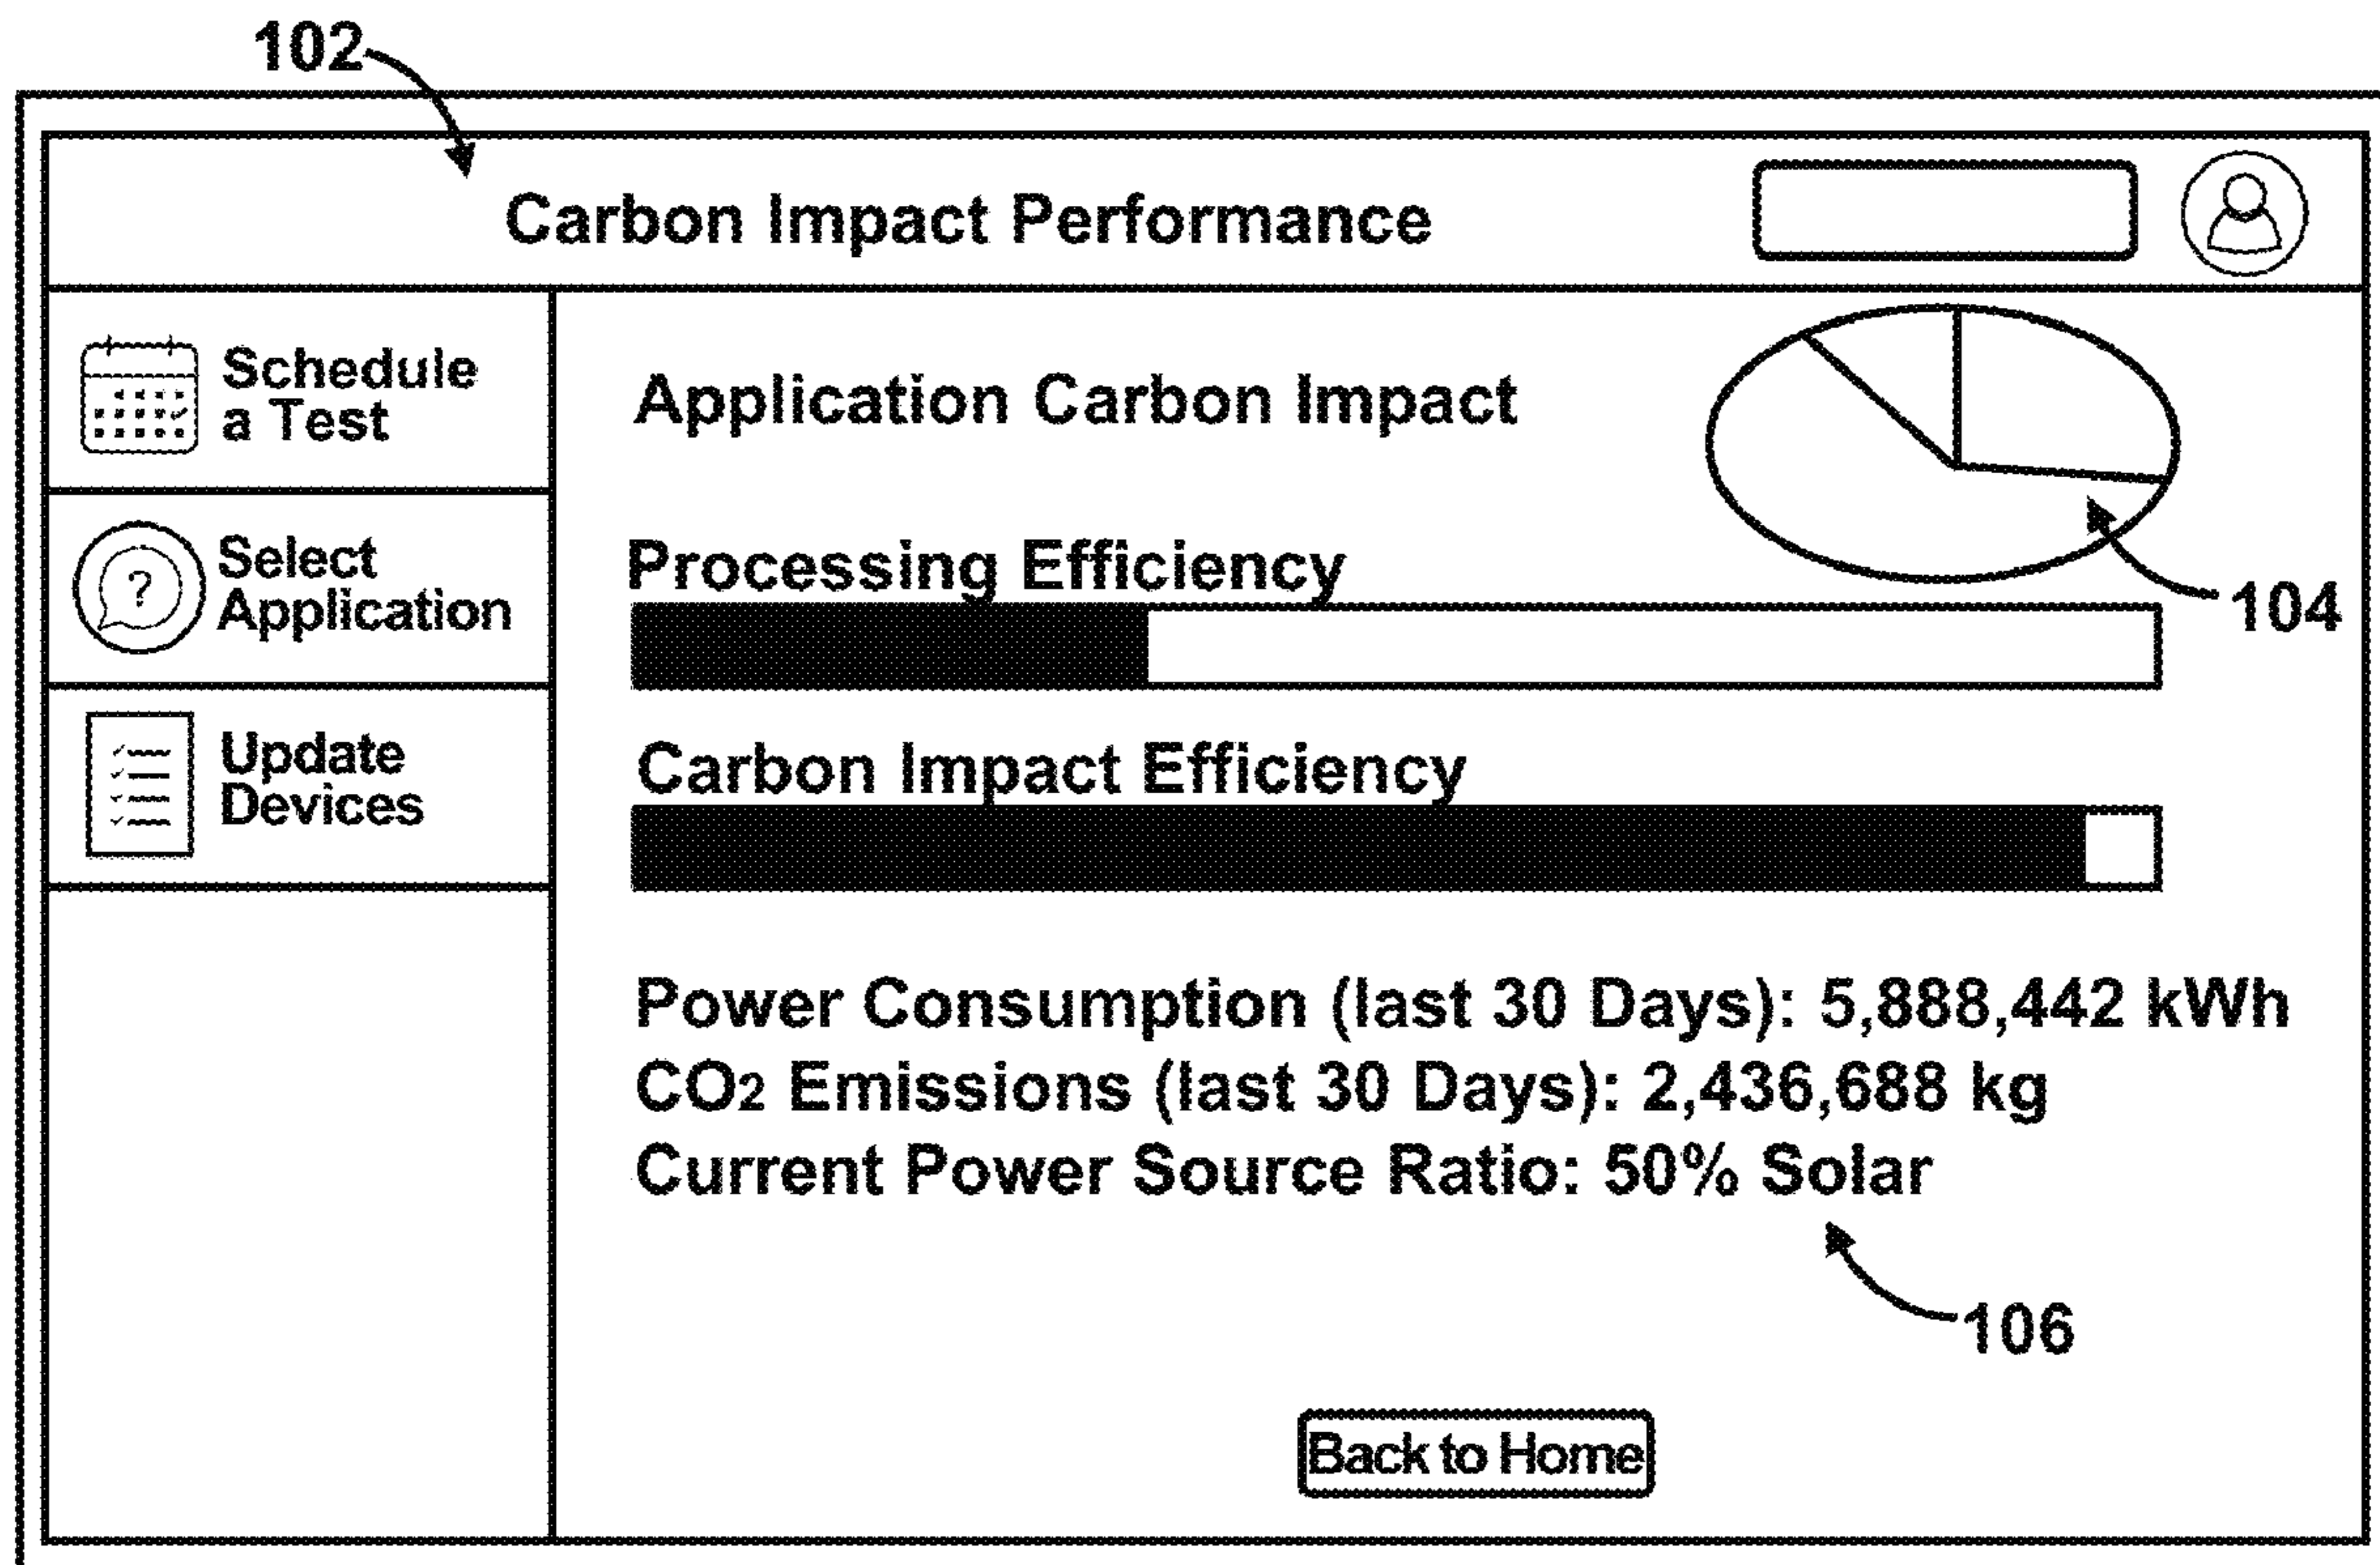 102
Carbon Impact Performance
Schedule
a Test
Select
Application
Update
Devices
Application Carbon Impact
104
Processing Efficiency
Carbon Impact Efficiency
Power Consumption (last 30 Days): 5,888,442 kWh
CO2 Emissions (last 30 Days): 2,436,688 kg
Current Power Source Ratio: 50% Solar
106
Back to Home
?